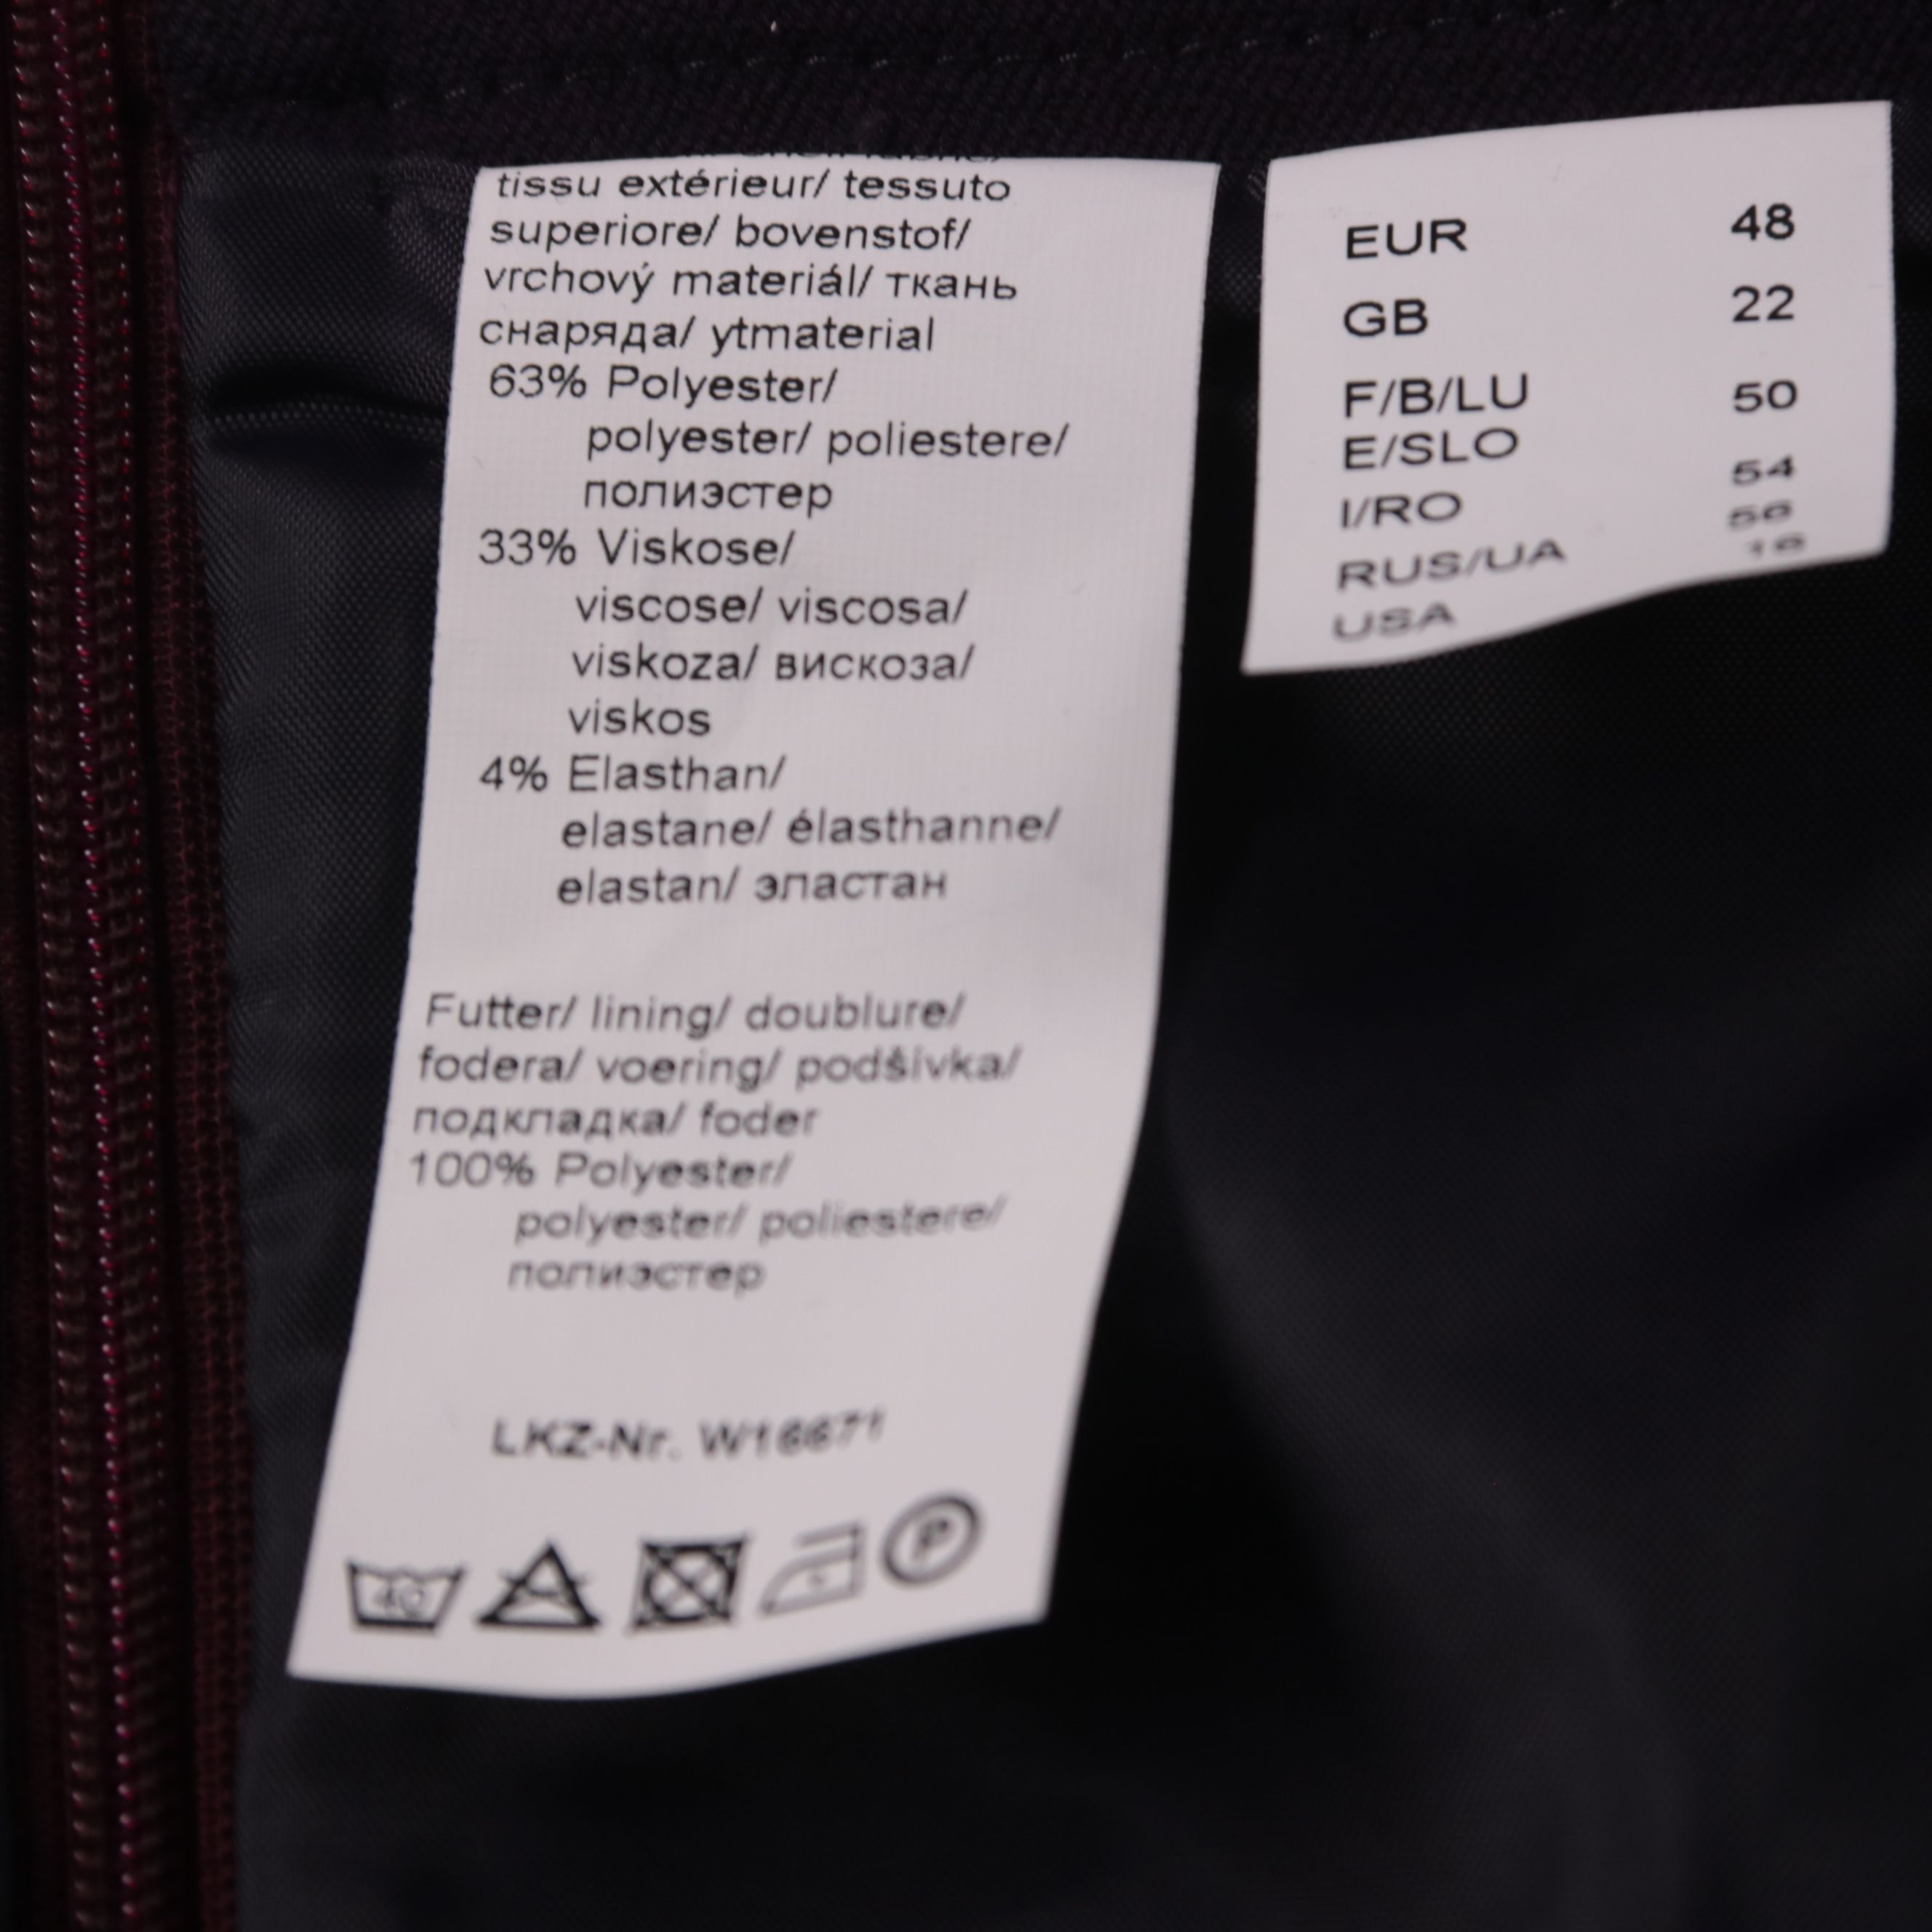 tissu extérieur/ tessuto
superiore/ bovenstof/
vrchový materiál/ ткань
снаряда/ ytmaterial
63% Polyester/
polyester/ poliestere/
полиэстер
33% Viskose/
viscose/ viscosa/
viskoza/ вискоза/
viskos
4% Elasthan/
elastane/ élasthanne/
elastan/ эластан
Futter/ lining/ doublure/
fodera/ voering/ podšívka/
подкладка/ foder
100% Polyester/
polyester/ poliestere/
полиэстер
LKZ-Nr. W16671
40
P
EUR 48
GB 22
F/B/LU 50
E/SLO
I/RO 54
RUS/UA 56
USA 16